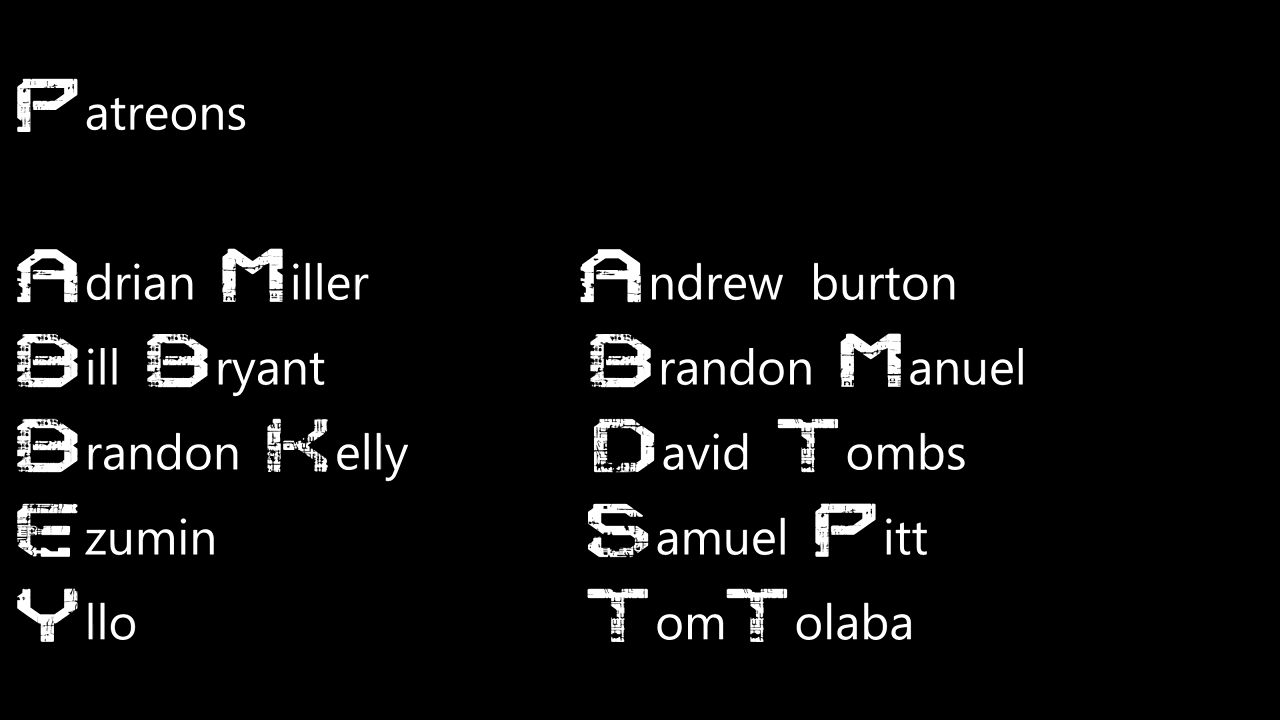 Patreons
Adrian Miller
Andrew burton
Bill Bryant
Brandon Manuel
Brandon Kelly
David Tombs
Ezumin
Samuel Pitt
Yllo
TomTolaba